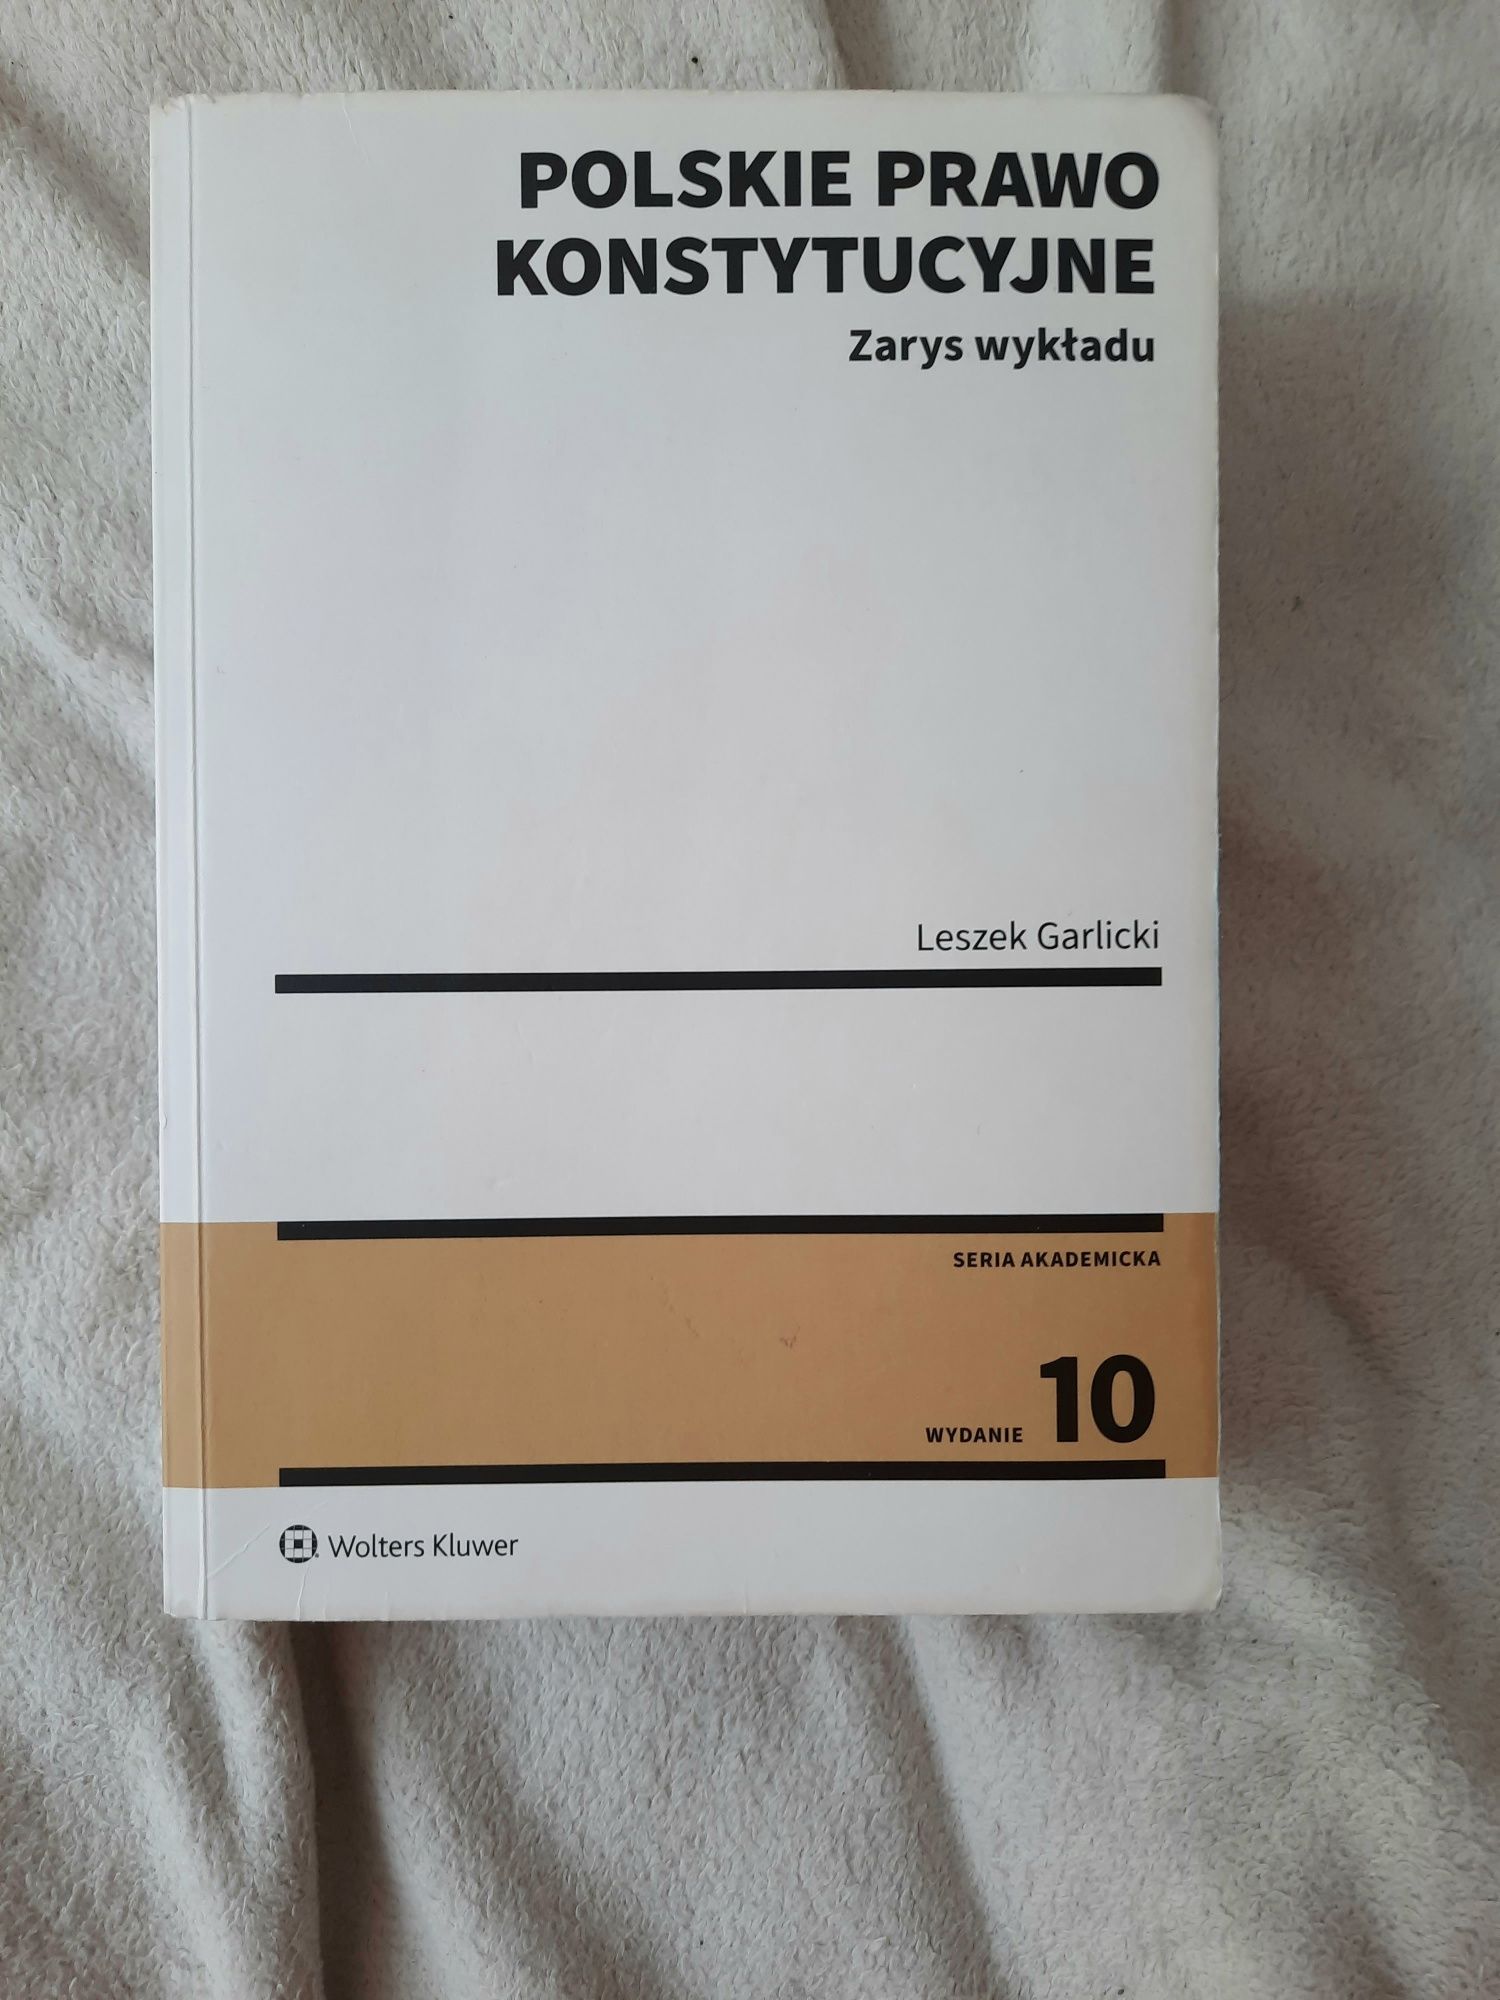 POLSKIE PRAWO
KONSTYTUCYJNE
Zarys wykładu
Leszek Garlicki
SERIA AKADEMICKA
WYDANIE 10
Wolters Kluwer